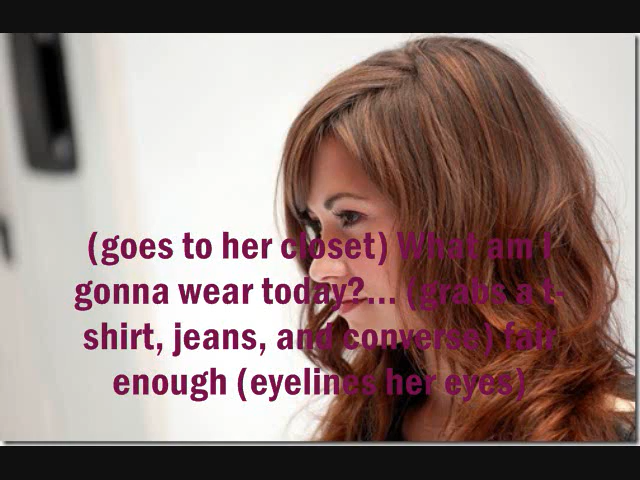 (goes to her closet) What am I
gonna wear today?... (grabs a t-
shirt, jeans, and converse) fair
enough (eyelines her eyes)